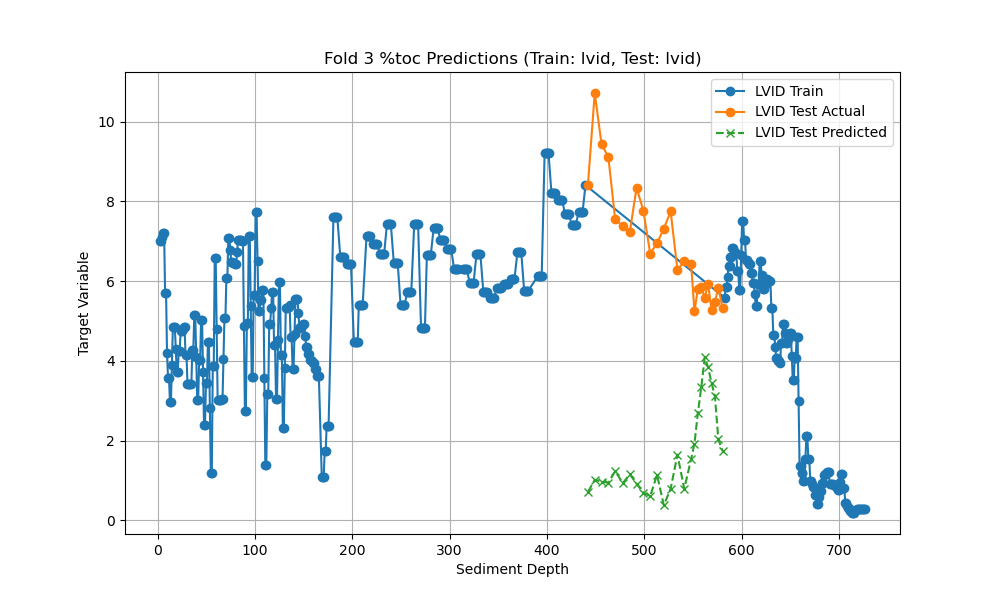 Fold 3 %toc Predictions (Train: lvid, Test: lvid)
LVID Train
LVID Test Actual
LVID Test Predicted
Target Variable
10
8
6
4
2
0
0 100 200 300 400 500 600 700
Sediment Depth